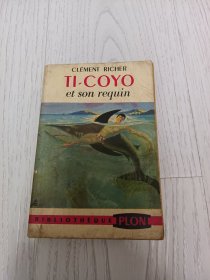 CLÉMENT RICHER
TI-COYO
et son requin
BIBLIOTHÈQUE PLON